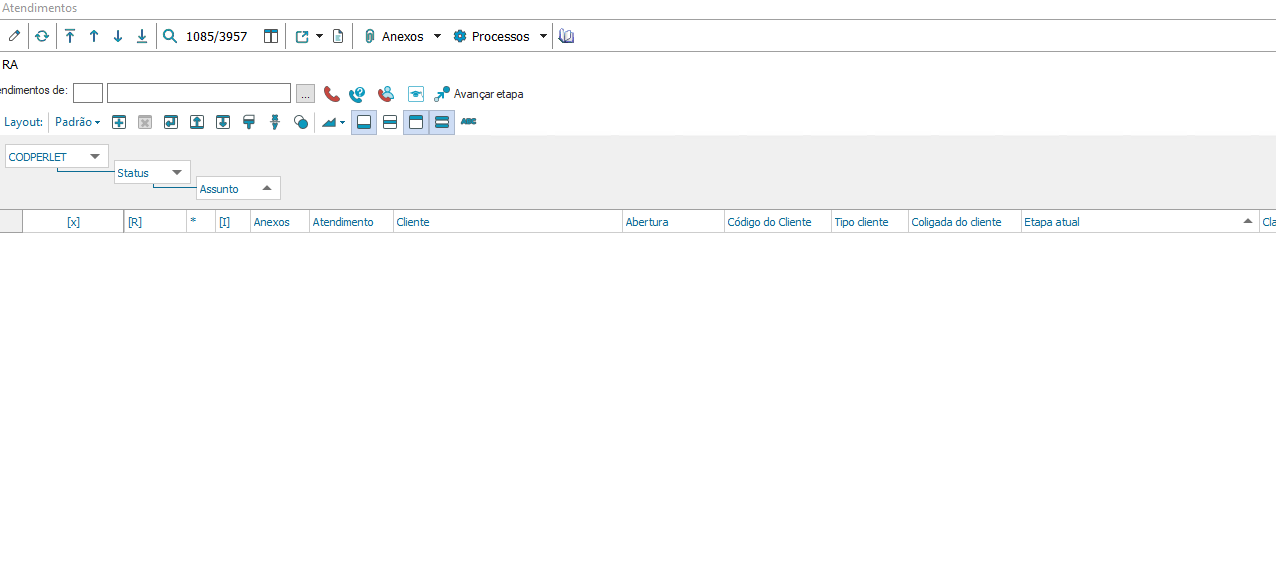 Atendimentos
1085/3957 Anexos Processos
RA
endimentos de: ... Avançar etapa
Layout: Padrão ABC
CODPERLET
Status
Assunto
[x] [R] * [I] Anexos Atendimento Cliente Abertura Código do Cliente Tipo cliente Coligada do cliente Etapa atual Cla